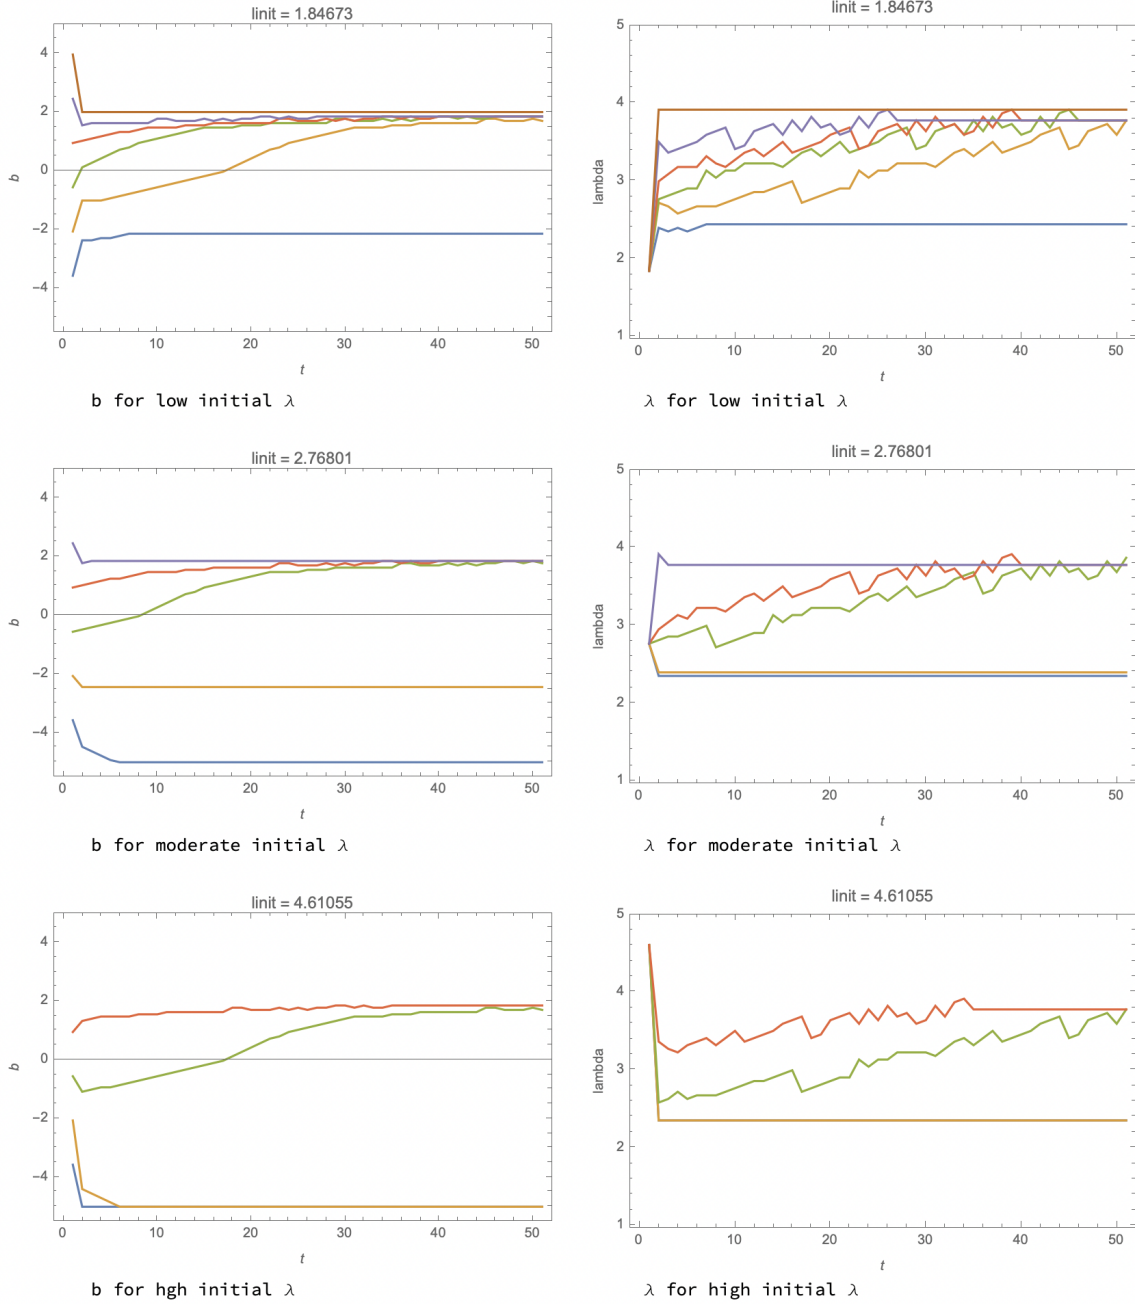 linit = 1.84673
4
2
0
−2
−4
b
0 10 20 30 40 50
t
b for low initial λ
linit = 1.84673
5
4
3
2
1
lambda
0 10 20 30 40 50
t
λ for low initial λ
linit = 2.76801
4
2
0
−2
−4
b
0 10 20 30 40 50
t
b for moderate initial λ
linit = 2.76801
5
4
3
2
1
lambda
0 10 20 30 40 50
t
λ for moderate initial λ
linit = 4.61055
4
2
0
−2
−4
b
0 10 20 30 40 50
t
b for hgh initial λ
linit = 4.61055
5
4
3
2
1
lambda
0 10 20 30 40 50
t
λ for high initial λ